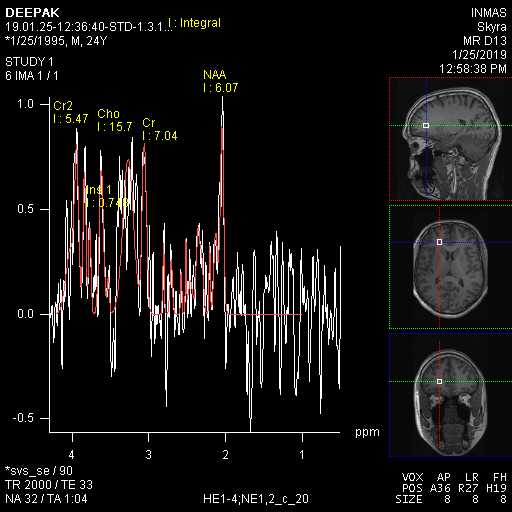 DEEPAK
19.01.25-12:36:40-STD-1.3.1...
*1/25/1995, M, 24Y
STUDY 1
6 IMA 1 / 1
I : Integral
INMAS
Skyra
MR D13
1/25/2019
12:58:38 PM
NAA
I : 6.07
Cr2
I : 5.47
Cho
I : 15.7
Cr
I : 7.04
Ins 1
1.0
0.5
0.0
-0.5
4
3
2
1
ppm
*svs_se / 90
TR 2000 / TE 33
NA 32 / TA 1:04
HE1-4;NE1,2_c_20
VOX AP LR FH
POS A36 R27 H19
SIZE 8 8 8